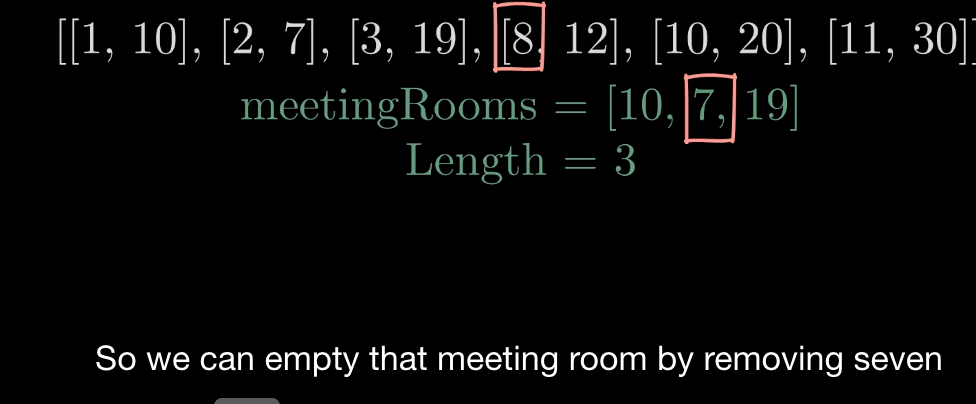 [[1, 10], [2, 7], [3, 19], [8, 12], [10, 20], [11, 30]]
meetingRooms = [10, 7, 19]
Length = 3
So we can empty that meeting room by removing seven